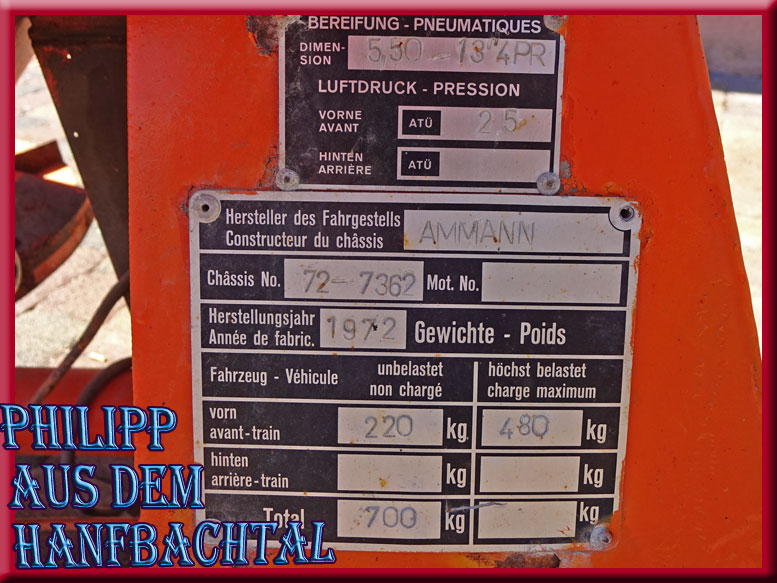 BEREIFUNG - PNEUMATIQUES
DIMEN-
SION 5,50 - 13 4PR
LUFTDRUCK - PRESSION
VORNE
AVANT ATÜ 2 5
HINTEN
ARRIÈRE ATÜ
Hersteller des Fahrgestells
Constructeur du châssis AMMANN
Châssis No. 72-7362 Mot. No.
Herstellungsjahr
Année de fabric. 1972 Gewichte - Poids
Fahrzeug - Véhicule unbelastet
non chargé höchst belastet
charge maximum
vorn
avant-train 220 kg 480 kg
hinten
arrière-train kg kg
Total 700 kg kg
PHILIPP
AUS DEM
HANFBACHTAL